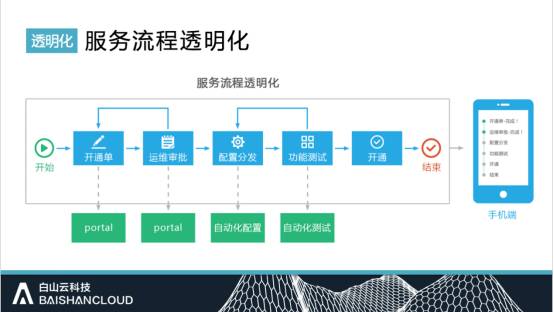 透明化 服务流程透明化
服务流程透明化
开始 开通单 运维审批 配置分发 功能测试 开通 结束
portal portal 自动化配置 自动化测试
开通单-完成！
运维审批-完成！
配置分发
功能测试
开通
结束
手机端
白山云科技
BAISHANCLOUD